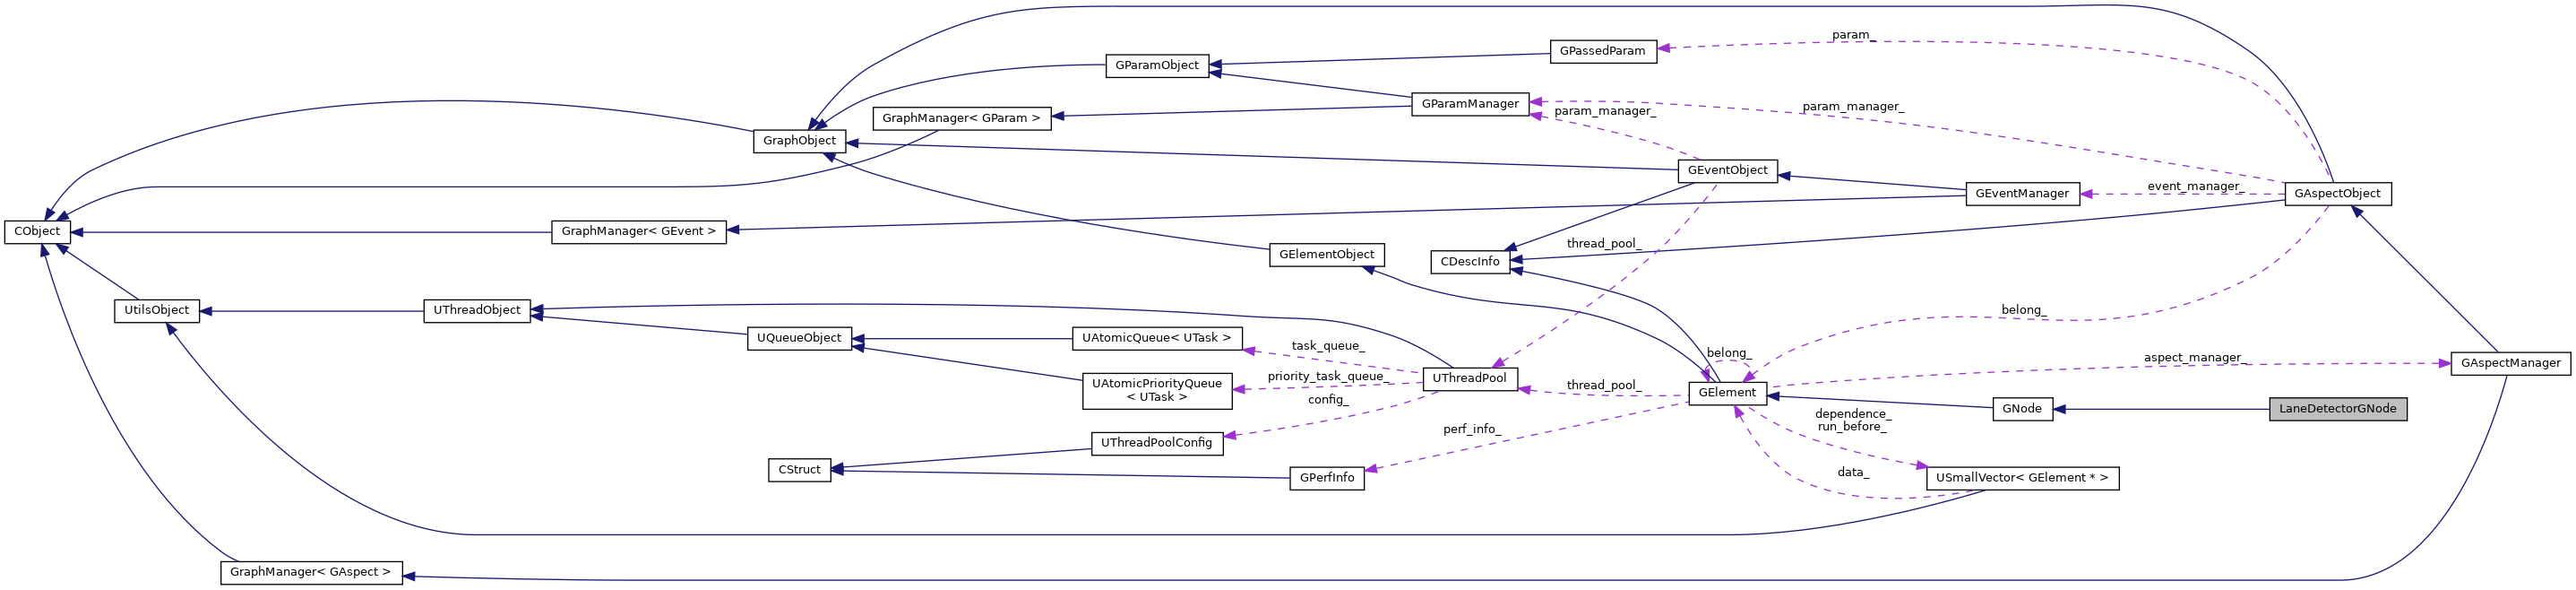 param_
GPassedParam
GParamObject
GParamManager
param_manager_
param_manager_
GraphManager< GParam >
GraphObject
GEventObject
event_manager_
GEventManager
GAspectObject
CObject
GraphManager< GEvent >
thread_pool_
GElementObject
CDescInfo
UtilsObject
UThreadObject
belong_
UQueueObject
UAtomicQueue< UTask >
task_queue_
belong_
aspect_manager_
GAspectManager
priority_task_queue_
UThreadPool
UAtomicPriorityQueue
< UTask >
config_
thread_pool_
GElement
GNode
LaneDetectorGNode
dependence_
run_before_
perf_info_
UThreadPoolConfig
CStruct
GPerfInfo
data_
USmallVector< GElement * >
GraphManager< GAspect >